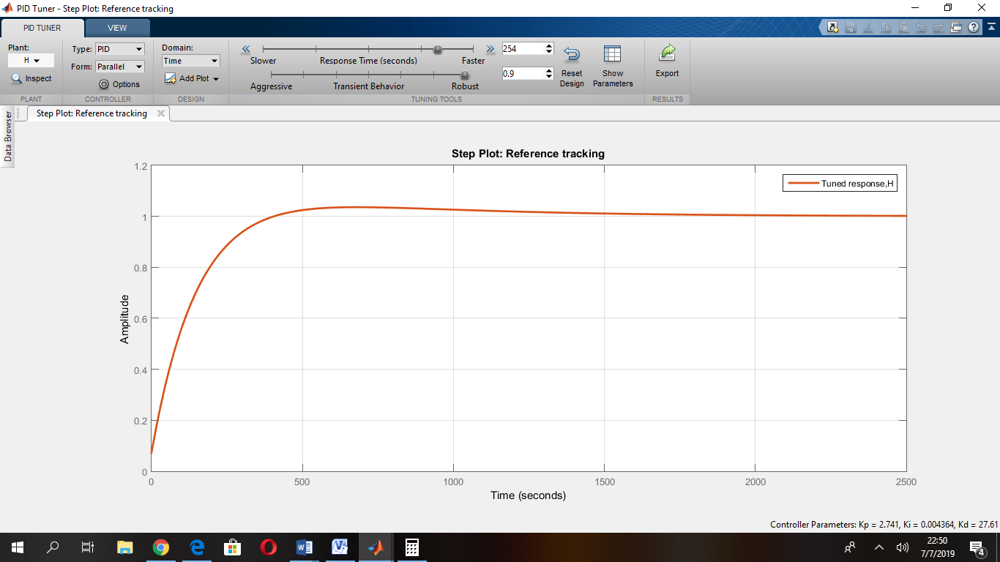 PID Tuner - Step Plot: Reference tracking
PID TUNER
VIEW
Plant:
H
Inspect
PLANT
Type: PID
Form: Parallel
Options
CONTROLLER
Domain:
Time
Add Plot
DESIGN
Slower Response Time (seconds) Faster
254
Aggressive Transient Behavior Robust
0.9
Reset
Design
Show
Parameters
TUNING TOOLS
Export
RESULTS
Data Browser
Step Plot: Reference tracking
Step Plot: Reference tracking
Tuned response,H
Amplitude
1.2
1
0.8
0.6
0.4
0.2
0
0 500 1000 1500 2000 2500
Time (seconds)
Controller Parameters: Kp = 2.741, Ki = 0.004364, Kd = 27.61
22:50
7/7/2019
4